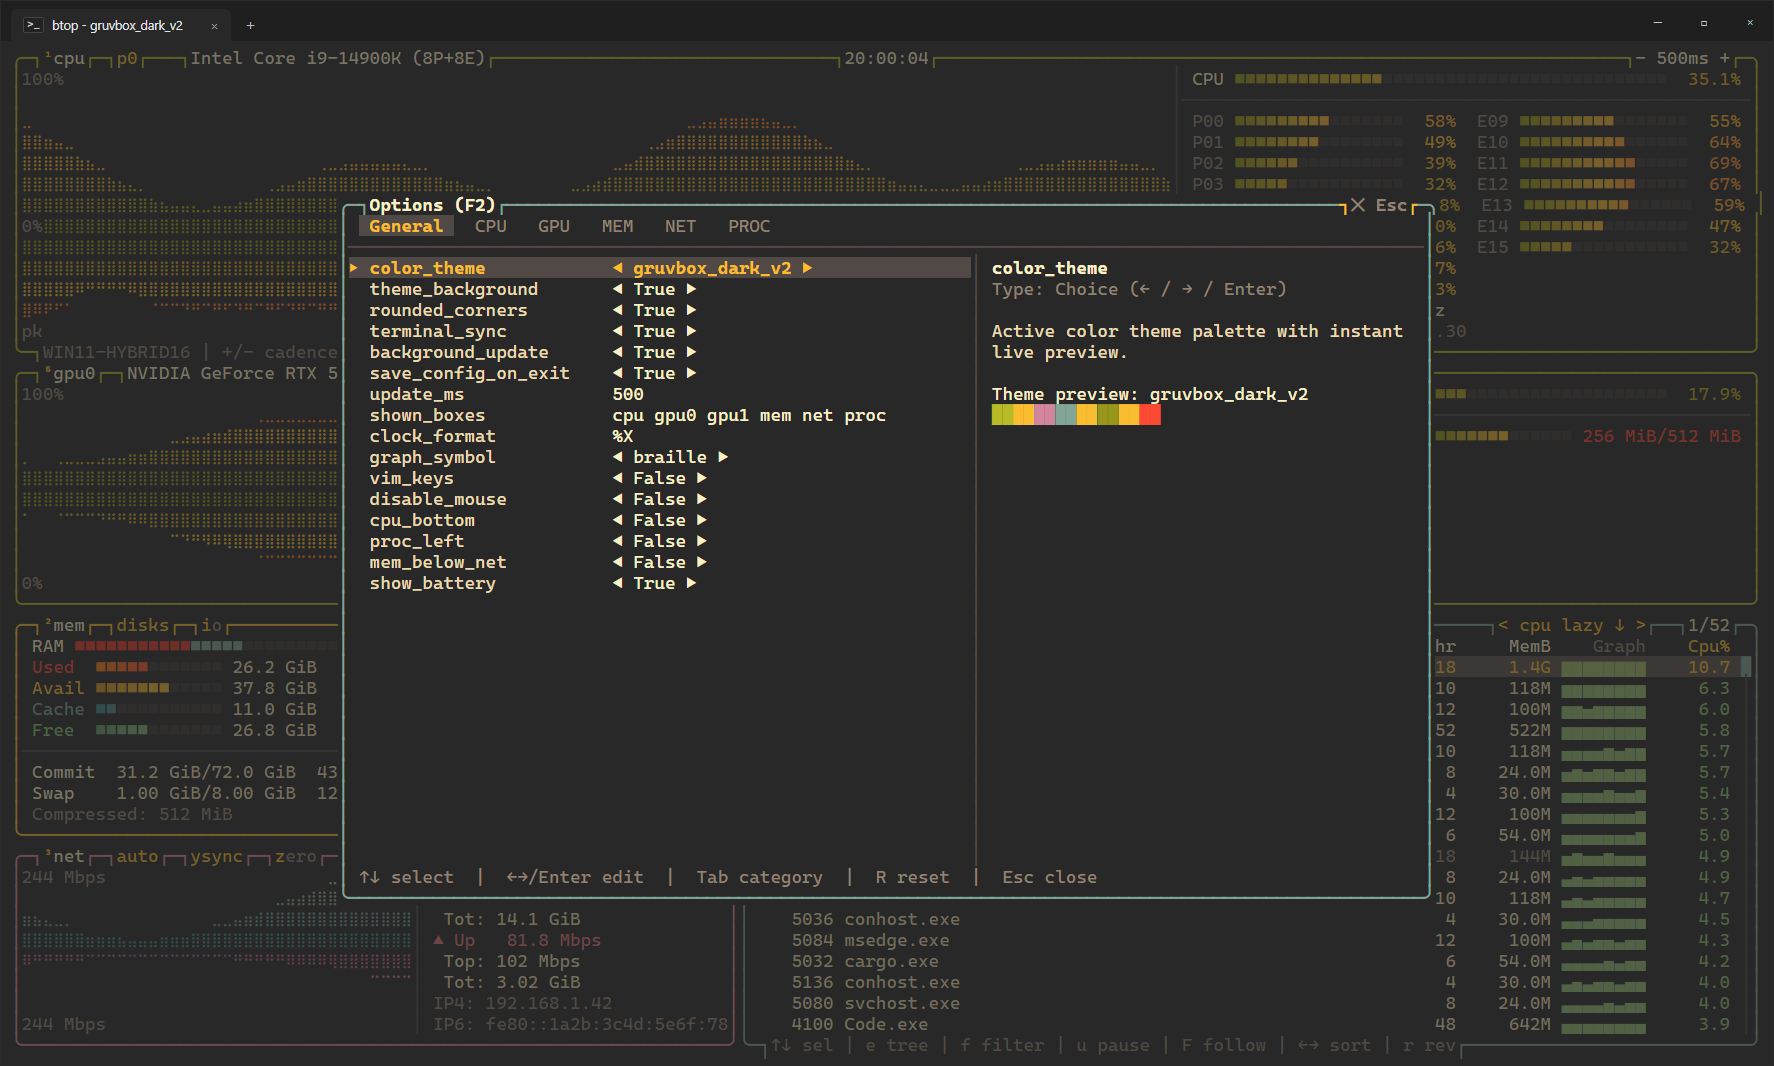 btop - gruvbox_dark_v2
¹cpu p0 Intel Core i9-14900K (8P+8E) 20:00:04 - 500ms +
100% CPU 35.1%
P00 58% E09 55%
P01 49% E10 64%
P02 39% E11 69%
P03 32% E12 67%
Options (F2) Esc 8% E13 59%
0% General CPU GPU MEM NET PROC 0% E14 47%
6% E15 32%
color_theme gruvbox_dark_v2 color_theme 7%
theme_background True Type: Choice (← / → / Enter) 3%
rounded_corners True z
pk terminal_sync True Active color theme palette with instant .30
WIN11-HYBRID16 | +/- cadence background_update True live preview.
⁵gpu0 NVIDIA GeForce RTX 5 save_config_on_exit True
100% update_ms 500 Theme preview: gruvbox_dark_v2 17.9%
shown_boxes cpu gpu0 gpu1 mem net proc
clock_format %X 256 MiB/512 MiB
graph_symbol braille
vim_keys False
disable_mouse False
cpu_bottom False
proc_left False
mem_below_net False
0% show_battery True
²mem disks io < cpu lazy ↓ > 1/52
RAM hr MemB Graph Cpu%
Used 26.2 GiB 18 1.4G 10.7
Avail 37.8 GiB 10 118M 6.3
Cache 11.0 GiB 12 100M 6.0
Free 26.8 GiB 52 522M 5.8
10 118M 5.7
Commit 31.2 GiB/72.0 GiB 43 8 24.0M 5.7
Swap 1.00 GiB/8.00 GiB 12 4 30.0M 5.4
Compressed: 512 MiB 12 100M 5.3
6 54.0M 5.0
³net auto ysync zero 18 144M 4.9
244 Mbps ↑↓ select | ↔/Enter edit | Tab category | R reset | Esc close 8 24.0M 4.9
10 118M 4.7
Tot: 14.1 GiB 5036 conhost.exe 4 30.0M 4.5
▲ Up 81.8 Mbps 5084 msedge.exe 12 100M 4.3
Top: 102 Mbps 5032 cargo.exe 6 54.0M 4.2
Tot: 3.02 GiB 5136 conhost.exe 4 30.0M 4.0
IP4: 192.168.1.42 5080 svchost.exe 8 24.0M 4.0
244 Mbps IP6: fe80::1a2b:3c4d:5e6f:78 4100 Code.exe 48 642M 3.9
↑↓ sel | e tree | f filter | u pause | F follow | ↔ sort | r rev